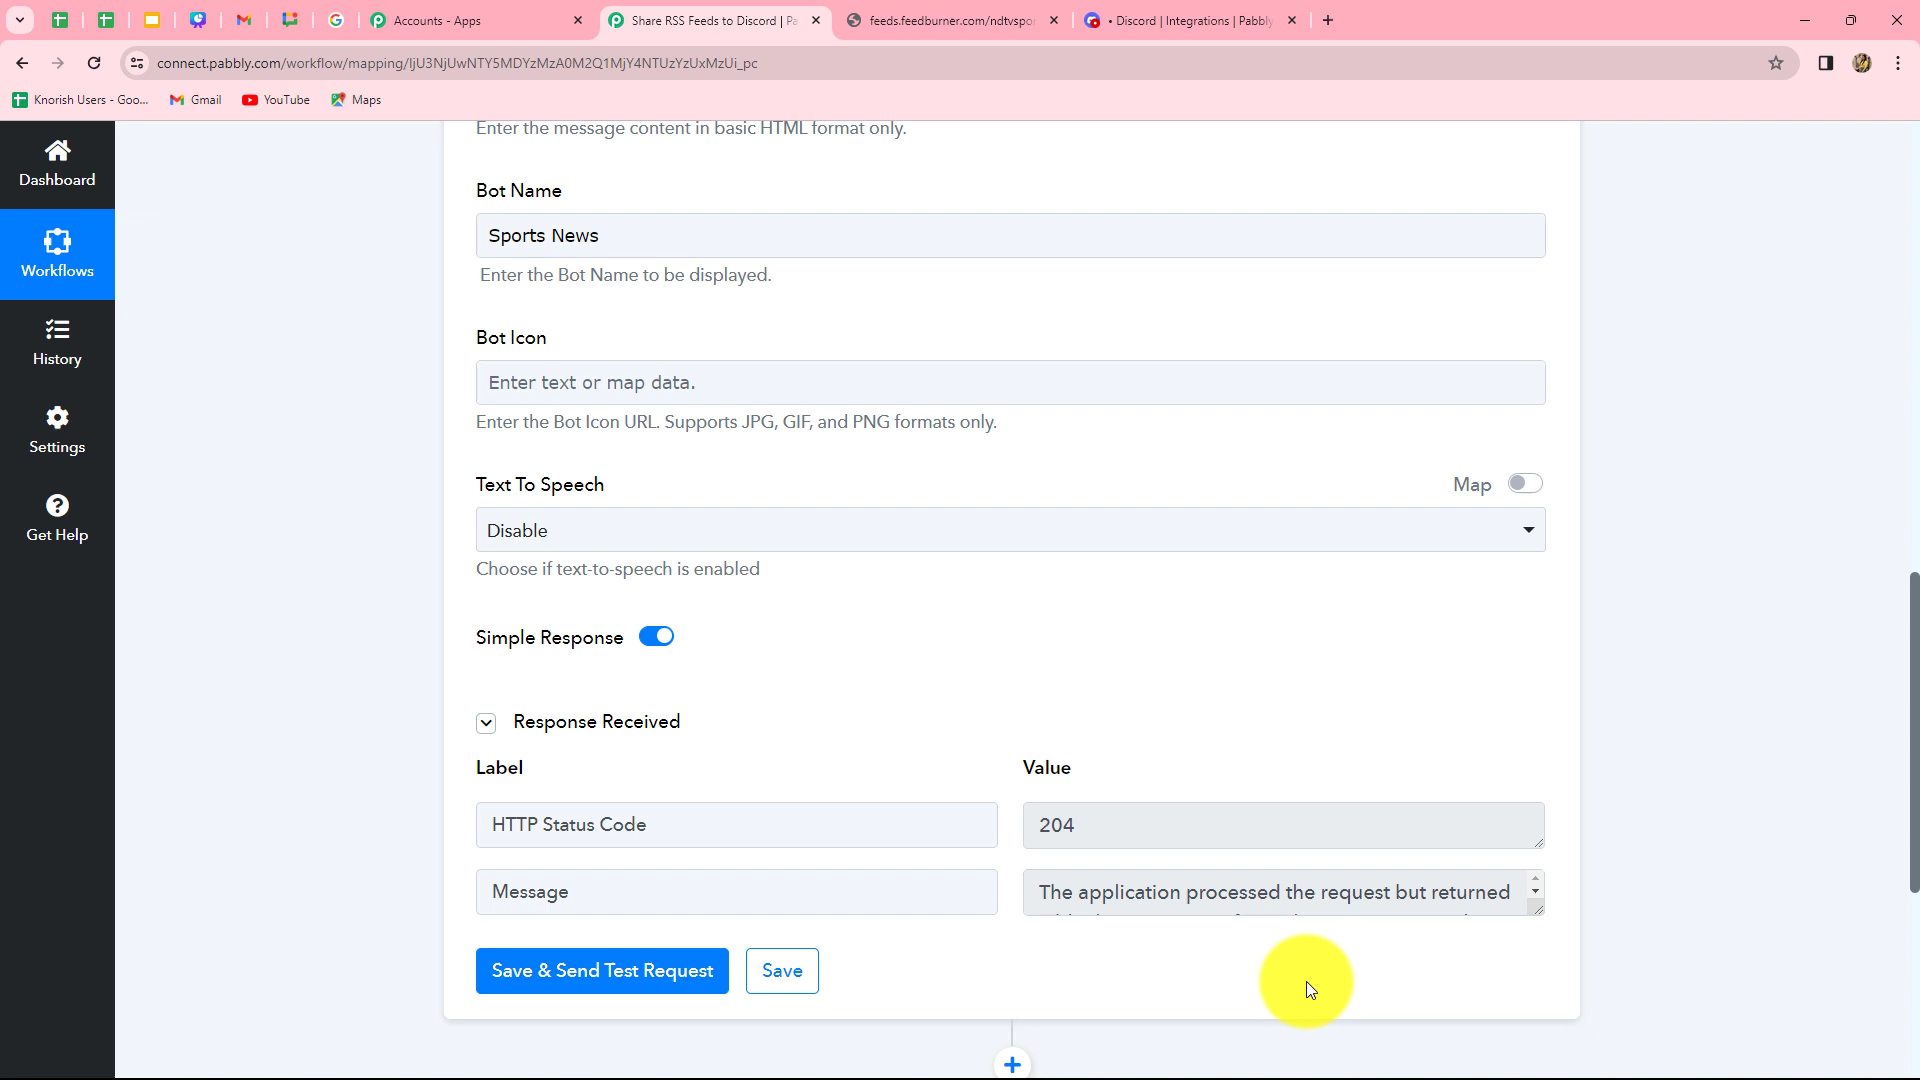 Accounts - Apps
Share RSS Feeds to Discord | Pa
feeds.feedburner.com/ndtvspor
• Discord | Integrations | Pabbly
connect.pabbly.com/workflow/mapping/IjU3NjUwNTY5MDYzMzA0M2Q1MjY4NTUzYzUxMzUi_pc
Knorish Users - Goo...
Gmail
YouTube
Maps
Dashboard
Workflows
History
Settings
Get Help
Enter the message content in basic HTML format only.
Bot Name
Sports News
Enter the Bot Name to be displayed.
Bot Icon
Enter text or map data.
Enter the Bot Icon URL. Supports JPG, GIF, and PNG formats only.
Text To Speech
Map
Disable
Choose if text-to-speech is enabled
Simple Response
Response Received
Label
Value
HTTP Status Code
204
Message
The application processed the request but returned
Save & Send Test Request
Save